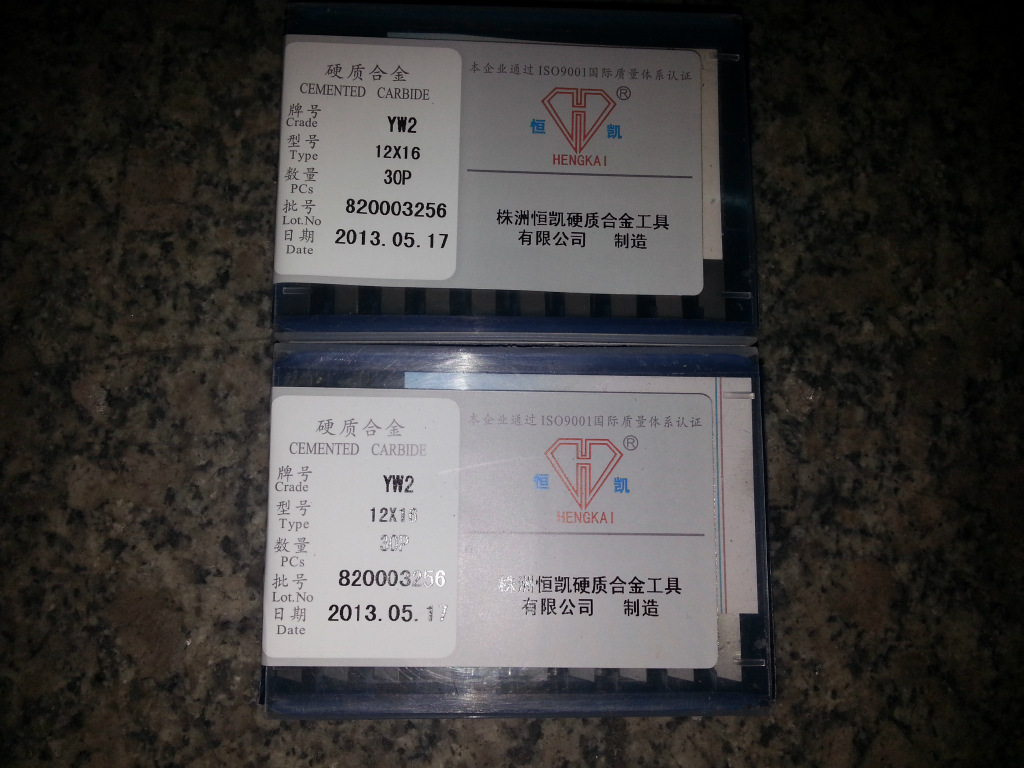 硬质合金
CEMENTED CARBIDE
牌号 YW2
Crade
型号 12X16
Type
数量 30P
PCs
批号 820003256
Lot.No
日期 2013.05.17
Date
本企业通过ISO9001国际质量体系认证
®
恒 凯
HENGKAI
株洲恒凯硬质合金工具
有限公司 制造
硬质合金
CEMENTED CARBIDE
牌号 YW2
Crade
型号 12X16
Type
数量 30P
PCs
批号 820003256
Lot.No
日期 2013.05.17
Date
本企业通过ISO9001国际质量体系认证
®
恒 凯
HENGKAI
株洲恒凯硬质合金工具
有限公司 制造